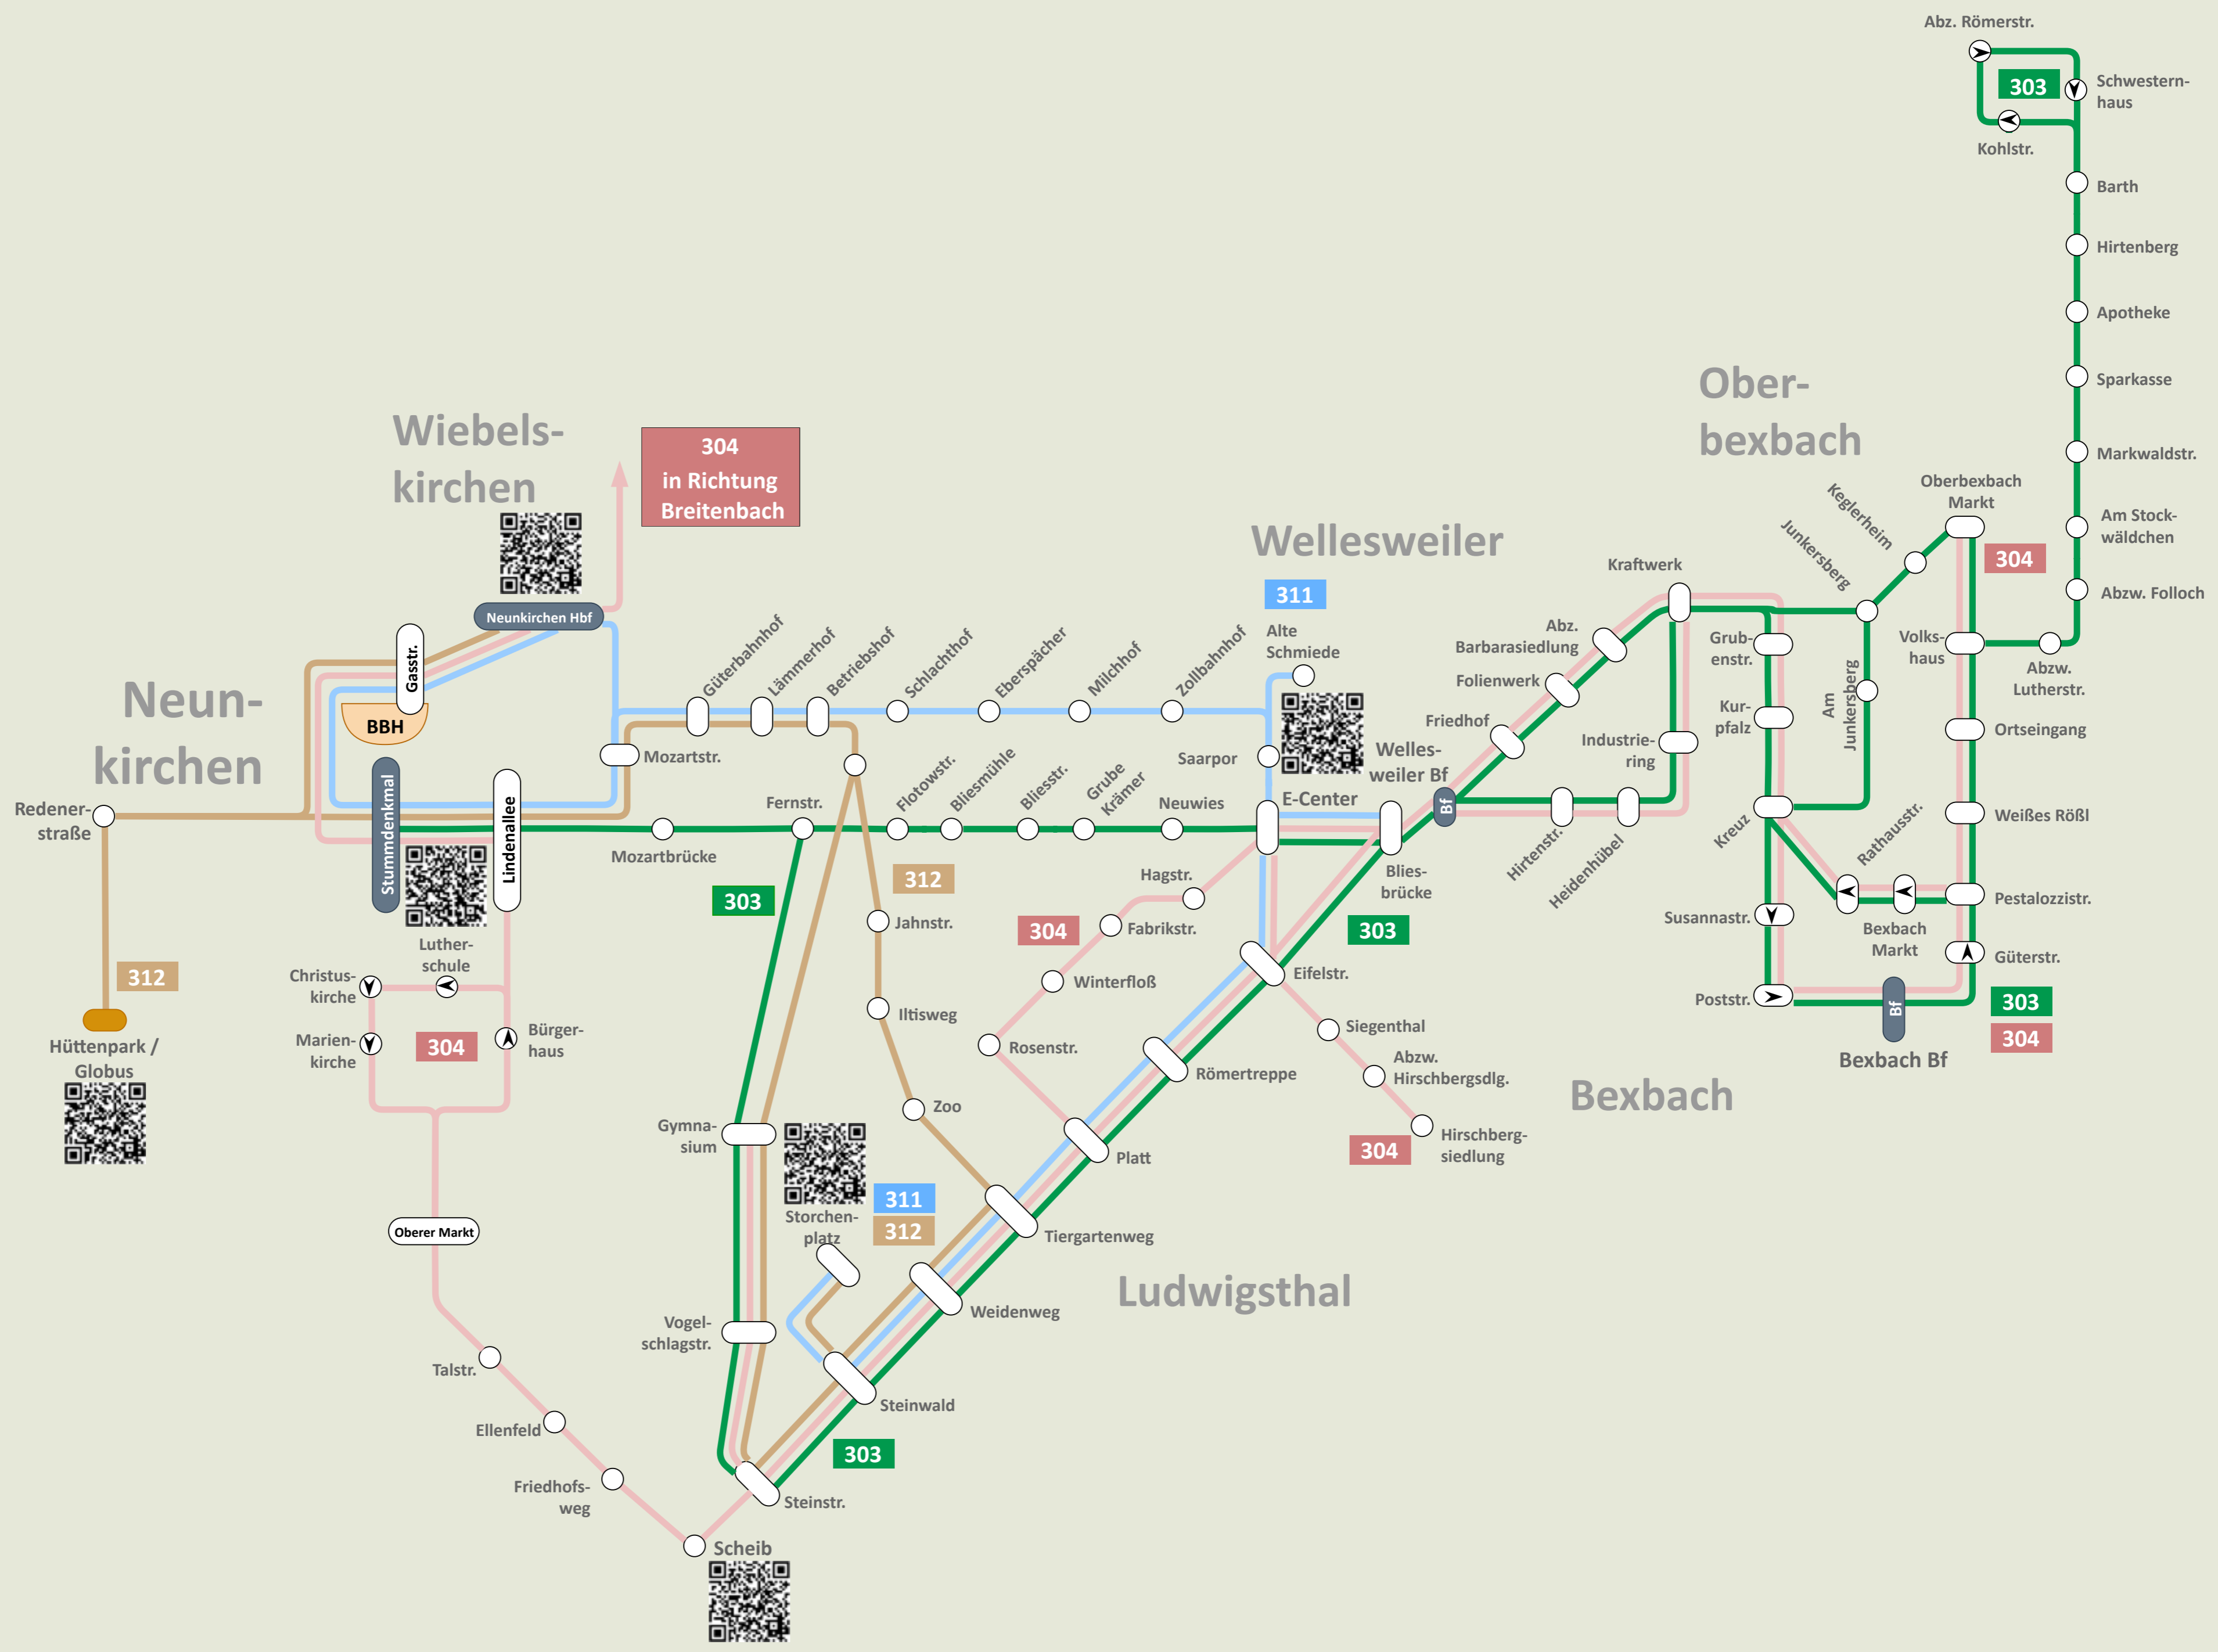 Abz. Römerstr.
303
Schwestern-
haus
Kohlstr.
Barth
Hirtenberg
Apotheke
Sparkasse
Markwaldstr.
Am Stock-
wäldchen
Abzw. Folloch
Abzw.
Lutherstr.
Ober-
bexbach
Oberbexbach
Markt
304
Keglerheim
Junkersberg
Am
Junkersberg
Volks-
haus
Ortseingang
Weißes Rößl
Pestalozzistr.
Güterstr.
303
304
Bf
Bexbach Bf
Bexbach
Markt
Rathausstr.
Kraftwerk
Grub-
enstr.
Kur-
pfalz
Kreuz
Susannastr.
Poststr.
Bexbach
Abz.
Barbarasiedlung
Folienwerk
Friedhof
Industrie-
ring
Hirtenstr.
Heidenhübel
Welles-
weiler Bf
Bf
Blies-
brücke
303
Wellesweiler
311
Alte
Schmiede
Saarpor
E-Center
Wiebels-
kirchen
304
in Richtung
Breitenbach
Neunkirchen Hbf
Gasstr.
BBH
Neun-
kirchen
Stummdenkmal
Lindenallee
Redener-
straße
312
Hüttenpark /
Globus
Mozartstr.
Güterbahnhof
Lämmerhof
Betriebshof
Schlachthof
Eberspächer
Milchhof
Zollbahnhof
Mozartbrücke
Fernstr.
Flotowstr.
Bliesmühle
Bliesstr.
Grube
Krämer
Neuwies
303
312
Jahnstr.
Iltisweg
Zoo
Hagstr.
304
Fabrikstr.
Winterfloß
Rosenstr.
Eifelstr.
Siegenthal
Abzw.
Hirschbergsdlg.
Hirschberg-
siedlung
304
Römertreppe
Platt
Tiergartenweg
Weidenweg
Steinwald
Ludwigsthal
Luther-
schule
Christus-
kirche
Marien-
kirche
304
Bürger-
haus
Oberer Markt
Talstr.
Ellenfeld
Friedhofs-
weg
Scheib
Gymna-
sium
Vogel-
schlagstr.
Storchen-
platz
311
312
303
Steinstr.